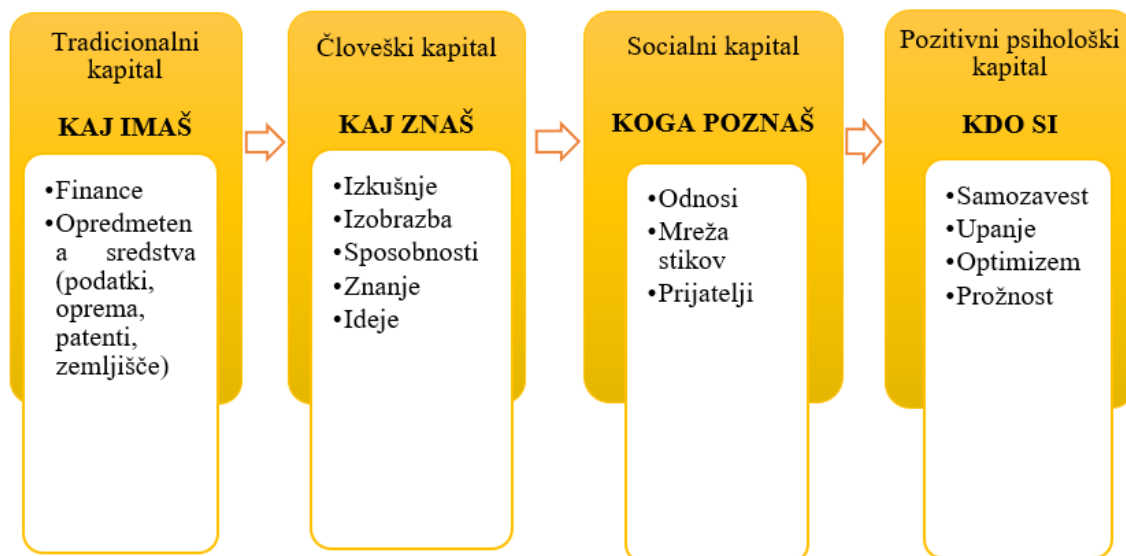 Tradicionalni
kapital
KAJ IMAŠ
•Finance
•Opredmeten
a sredstva
(podatki,
oprema,
patenti,
zemljišče)
Človeški kapital
KAJ ZNAŠ
•Izkušnje
•Izobrazba
•Sposobnosti
•Znanje
•Ideje
Socialni kapital
KOGA POZNAŠ
•Odnosi
•Mreža
stikov
•Prijatelji
Pozitivni psihološki
kapital
KDO SI
•Samozavest
•Upanje
•Optimizem
•Prožnost